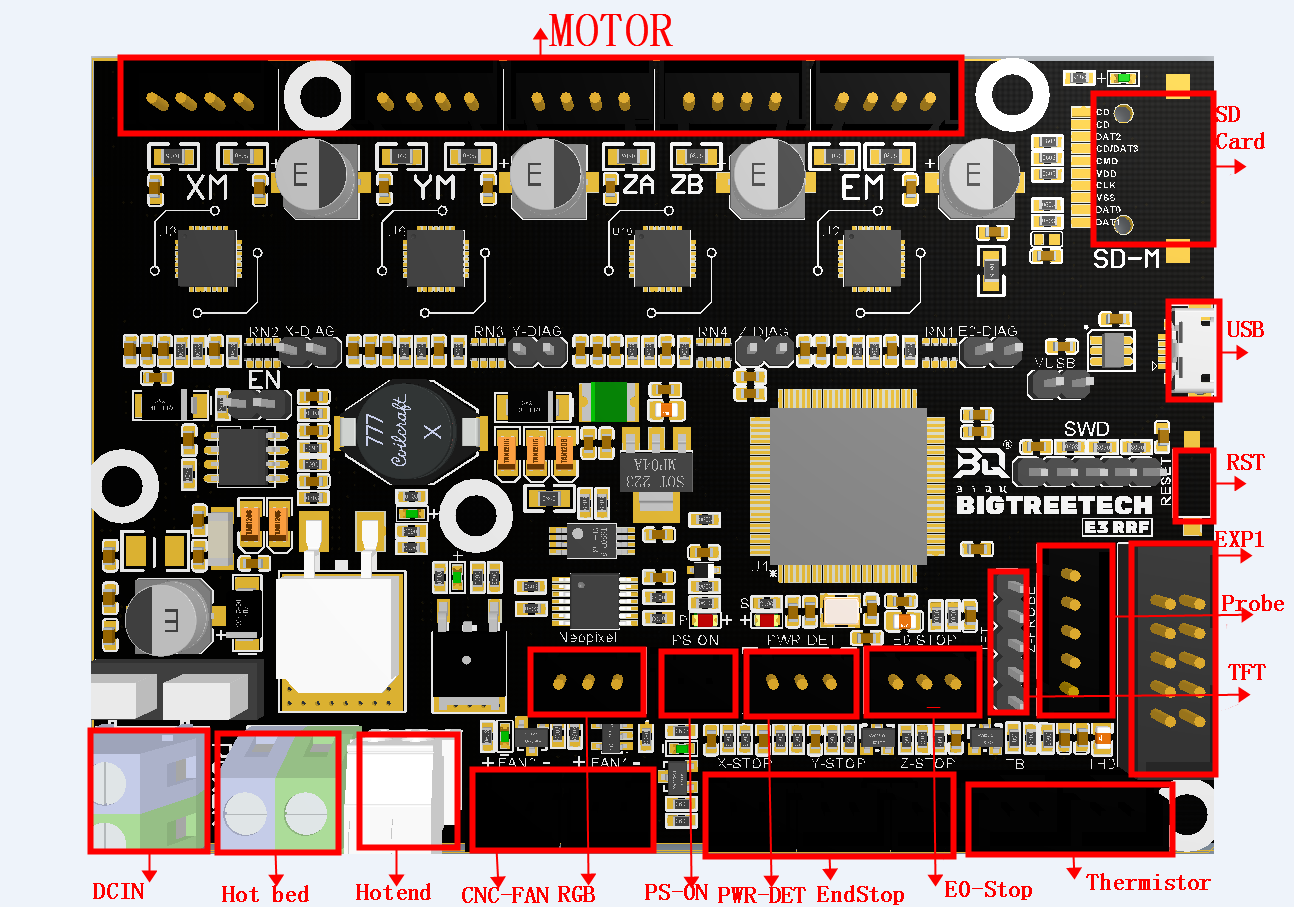 MOTOR
SD
Card
CD
CD
DAT2
CD/DAT3
CMD
VDD
CLK
VSS
DAT0
DAT1
SD-M
XM
YM
ZA
ZB
EM
E
E
E
E
RN2
X-DIAG
RN3
Y-DIAG
RN4
Z-DIAG
RN1
E0-DIAG
USB
VUSB
EN
777
Coilcraft
X
SOT 223
MP04A
SWD
RESET
RST
BQ
®
BIQU
BIGTREETECH
E3 RRF
EXP1
Probe
TFT
Z-PROBE
E
Neopixel
PS ON
PWR DET
E0 STOP
X-STOP
Y-STOP
Z-STOP
TB
TH0
DCIN
Hot bed
Hotend
CNC-FAN
RGB
PS-ON
PWR-DET
EndStop
E0-Stop
Thermistor